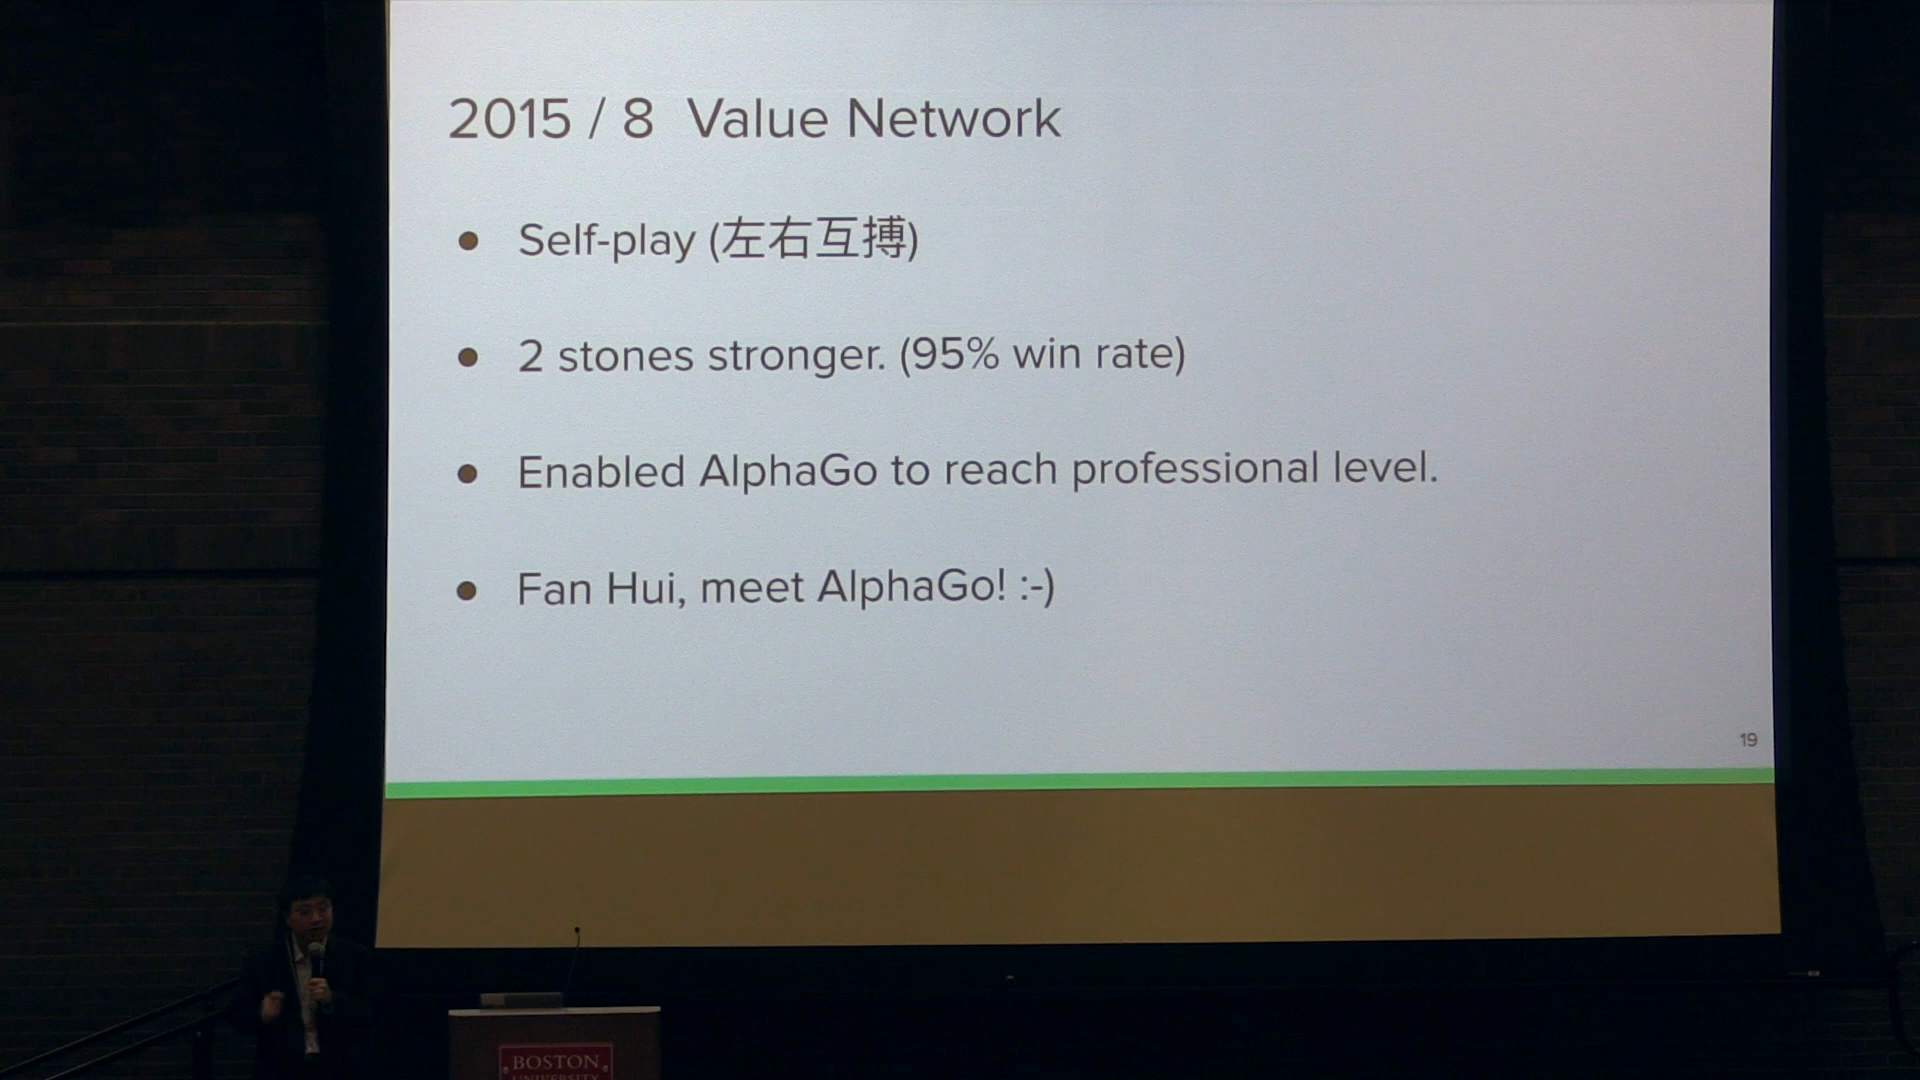 2015 / 8 Value Network
● Self-play (左右互搏)
● 2 stones stronger. (95% win rate)
● Enabled AlphaGo to reach professional level.
● Fan Hui, meet AlphaGo! :-)
19
BOSTON
UNIVERSITY